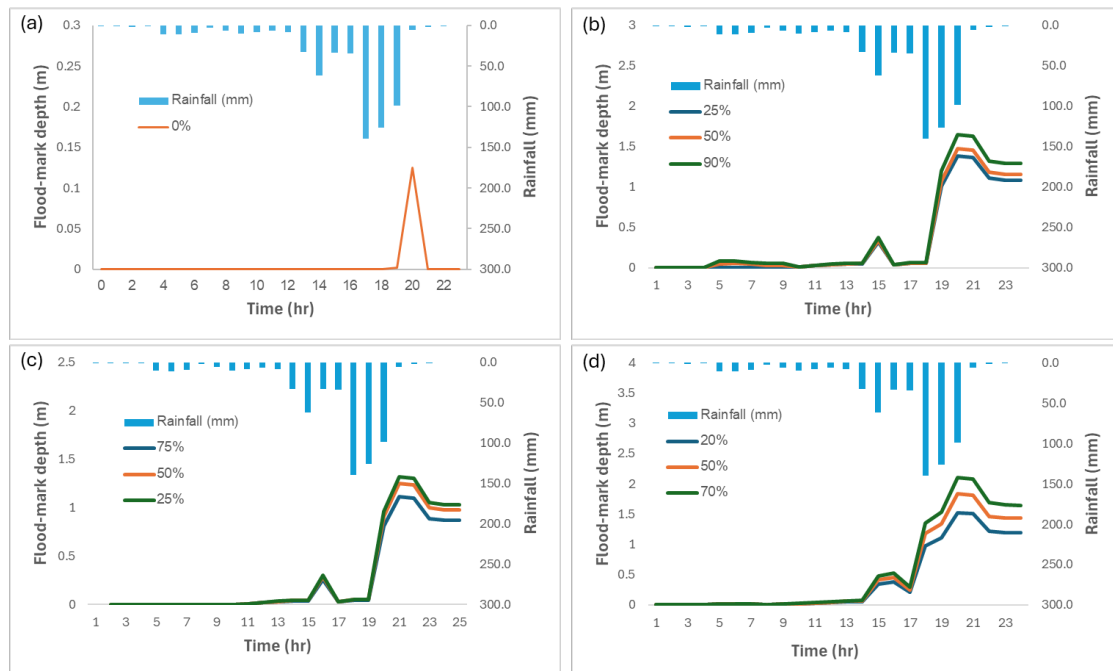 (a)
Flood-mark depth (m)
0.3
0.25
0.2
0.15
0.1
0.05
0
Rainfall (mm)
0%
0.0
50.0
100.0
150.0
200.0
250.0
300.0
Rainfall (mm)
0 2 4 6 8 10 12 14 16 18 20 22
Time (hr)
(b)
Flood-mark depth (m)
3
2.5
2
1.5
1
0.5
0
Rainfall (mm)
25%
50%
90%
0.0
50.0
100.0
150.0
200.0
250.0
300.0
Rainfall (mm)
1 3 5 7 9 11 13 15 17 19 21 23
Time (hr)
(c)
Flood-mark depth (m)
2.5
2
1.5
1
0.5
0
Rainfall (mm)
75%
50%
25%
0.0
50.0
100.0
150.0
200.0
250.0
300.0
Rainfall (mm)
1 3 5 7 9 11 13 15 17 19 21 23 25
Time (hr)
(d)
Flood-mark depth (m)
4
3.5
3
2.5
2
1.5
1
0.5
0
Rainfall (mm)
20%
50%
70%
0.0
50.0
100.0
150.0
200.0
250.0
300.0
Rainfall (mm)
1 3 5 7 9 11 13 15 17 19 21 23
Time (hr)